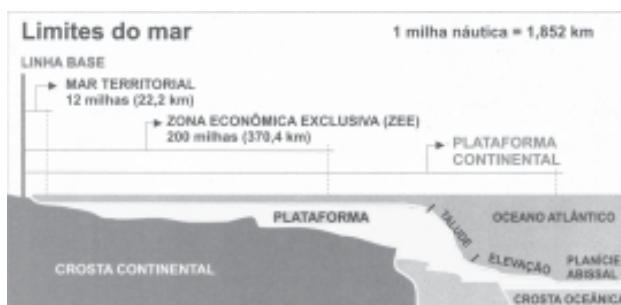 Limites do mar
1 milha náutica = 1,852 km
LINHA BASE
MAR TERRITORIAL
12 milhas (22,2 km)
ZONA ECONÔMICA EXCLUSIVA (ZEE)
200 milhas (370,4 km)
PLATAFORMA
CONTINENTAL
PLATAFORMA
TALUDE
OCEANO ATLÂNTICO
ELEVAÇÃO
PLANÍCIE
ABISSAL
CROSTA CONTINENTAL
CROSTA OCEÂNICA